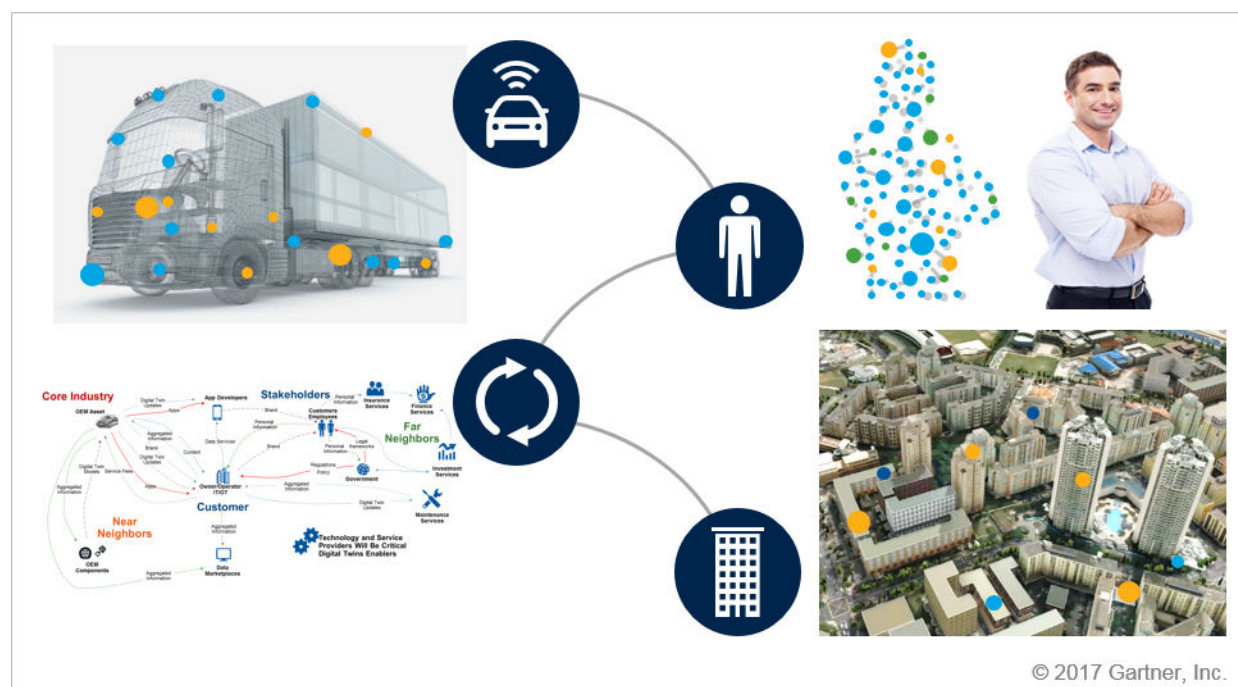 Core Industry
OEM Asset
Digital Twin
Updates
Apps
App Developers
Brand
Stakeholders
Customers
Employees
Personal
Information
Insurance
Services
Finance
Services
Far
Neighbors
Aggregated
Information
Brand
Digital Twin
Updates
Content
Data Services
Personal
Information
Brand
Personal
Information
Legal
frameworks
Investment
Services
Digital Twin
Modes
Service Fees
Apps
Owner/Operator
IT/OT
Customer
Regulations
Policy
Government
Aggregated
Information
Digital Twin
Updates
Maintenance
Services
Aggregated
Information
Near
Neighbors
OEM
Components
Aggregated
Information
Aggregated
Information
Data
Marketplaces
Technology and Service
Providers Will Be Critical
Digital Twins Enablers
© 2017 Gartner, Inc.